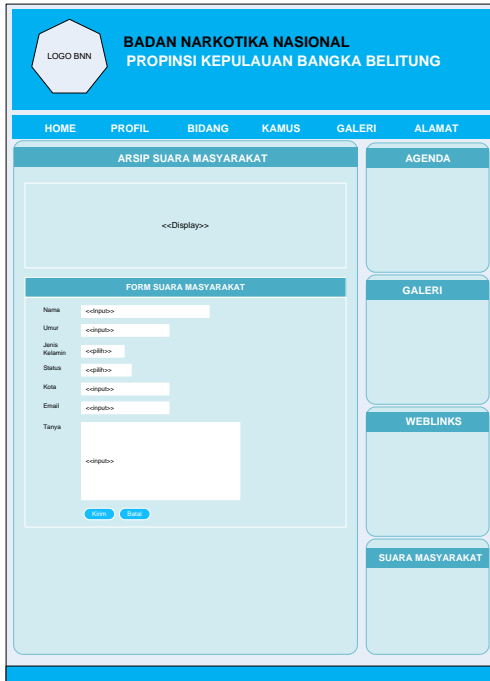 LOGO BNN
BADAN NARKOTIKA NASIONAL
PROPINSI KEPULAUAN BANGKA BELITUNG
HOME PROFIL BIDANG KAMUS GALERI ALAMAT
ARSIP SUARA MASYARAKAT
<<Display>>
FORM SUARA MASYARAKAT
Nama <<Input>>
Umur <<input>>
Jenis
Kelamin <<pilih>>
Status <<pilih>>
Kota <<input>>
Email <<input>>
Tanya <<input>>
Kirim Batal
AGENDA
GALERI
WEBLINKS
SUARA MASYARAKAT